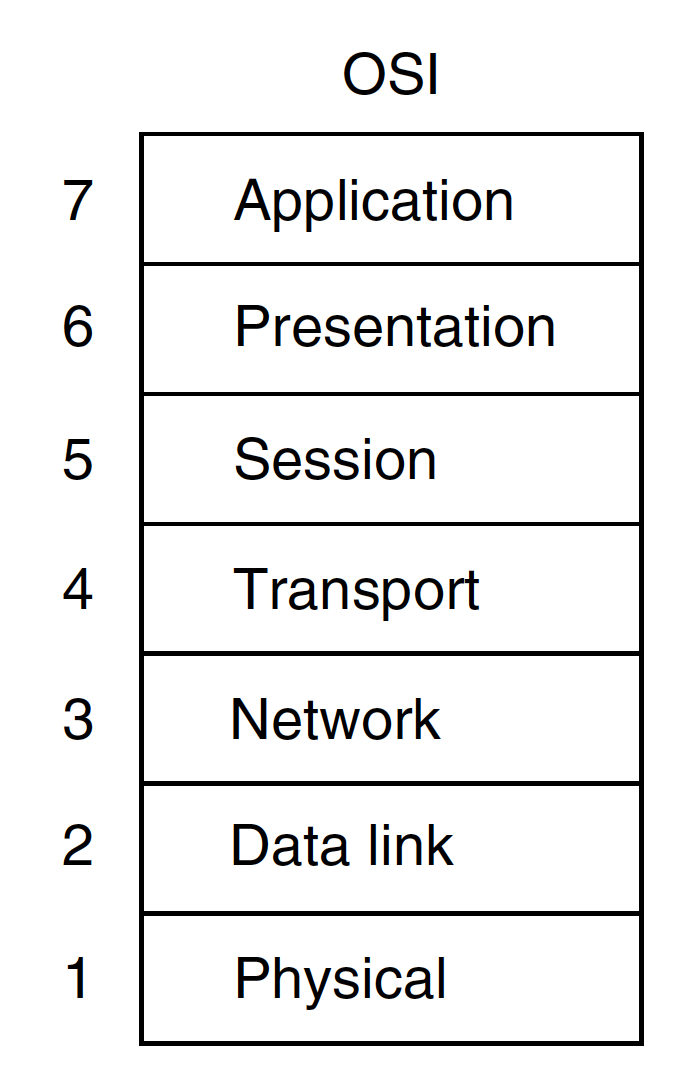 OSI
7 Application
6 Presentation
5 Session
4 Transport
3 Network
2 Data link
1 Physical